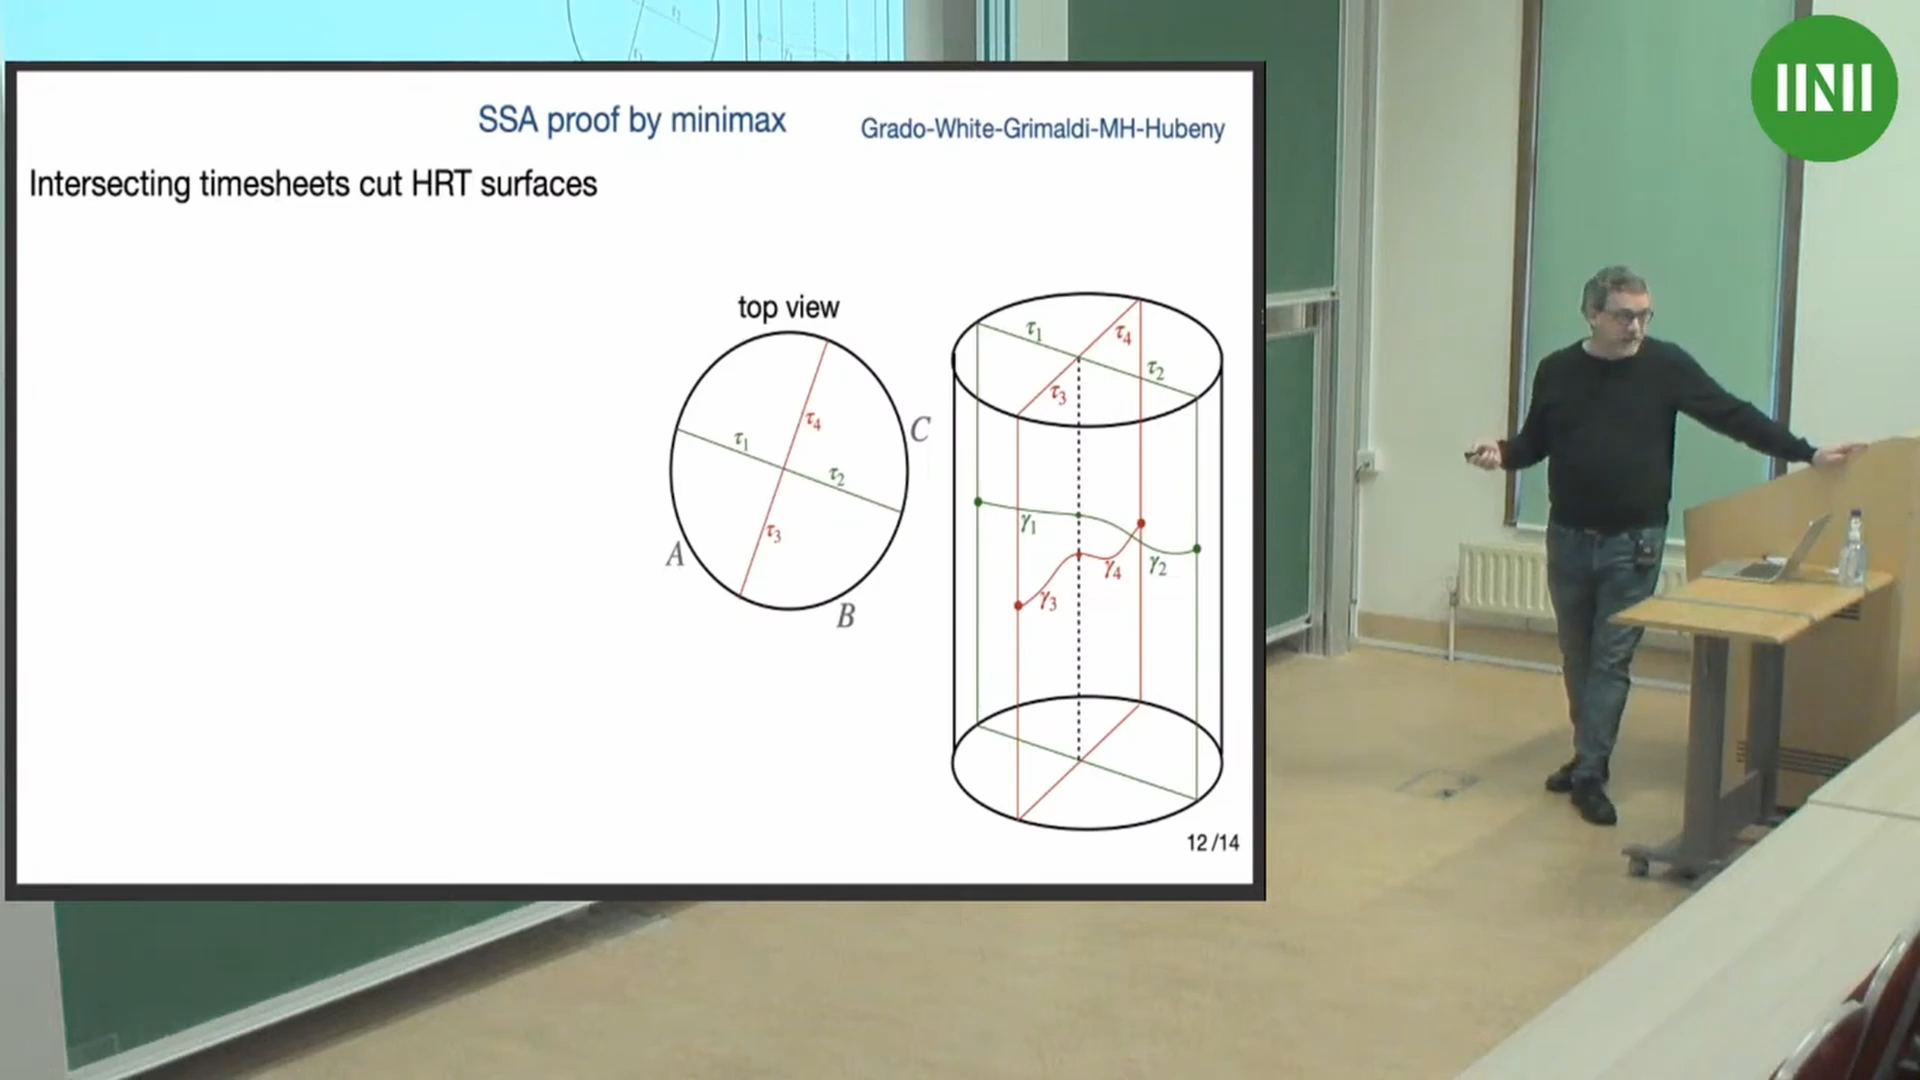 SSA proof by minimax
Grado-White-Grimaldi-MH-Hubeny
Intersecting timesheets cut HRT surfaces
top view
τ4
τ1
τ2
τ3
A
B
C
τ1
τ4
τ2
τ3
γ1
γ2
γ4
γ3
12/14